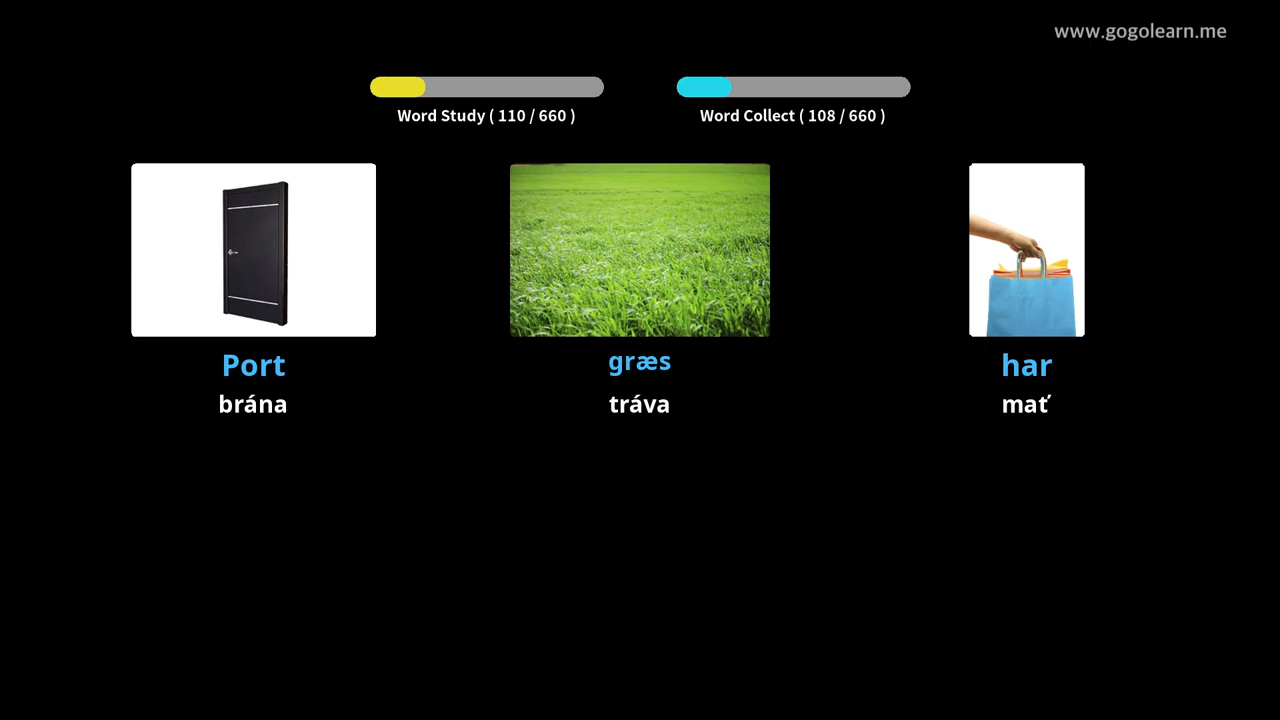 www.gogolearn.me
Word Study ( 110 / 660 )
Word Collect ( 108 / 660 )
Port
græs
har
brána
tráva
mať